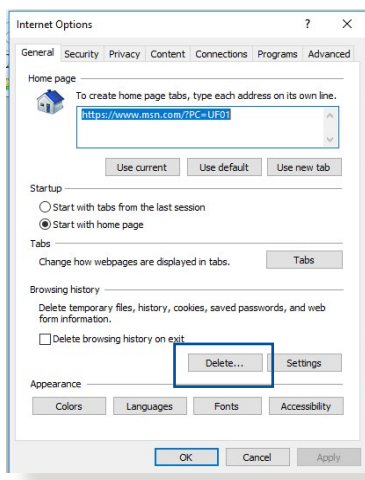 Internet Options ? X
General Security Privacy Content Connections Programs Advanced
Home page
To create home page tabs, type each address on its own line.
https://www.msn.com/?PC=UF01
Use current Use default Use new tab
Startup
Start with tabs from the last session
Start with home page
Tabs
Change how webpages are displayed in tabs. Tabs
Browsing history
Delete temporary files, history, cookies, saved passwords, and web
form information.
Delete browsing history on exit
Delete... Settings
Appearance
Colors Languages Fonts Accessibility
OK Cancel Apply